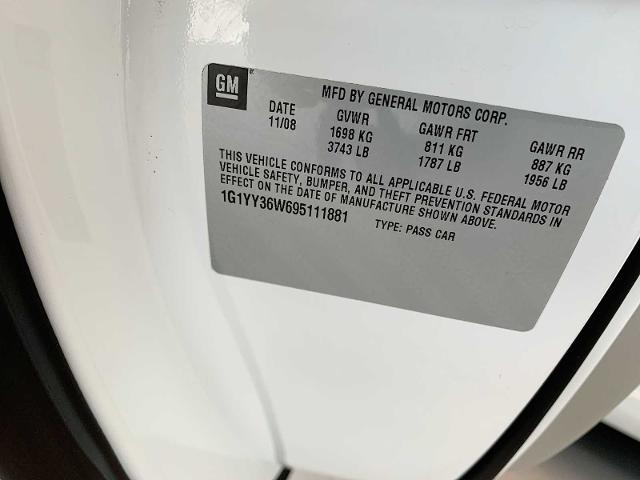 GM
MFD BY GENERAL MOTORS CORP.
DATE GVWR GAWR FRT GAWR RR
11/08 1698 KG 811 KG 887 KG
3743 LB 1787 LB 1956 LB
THIS VEHICLE CONFORMS TO ALL APPLICABLE U.S. FEDERAL MOTOR
VEHICLE SAFETY, BUMPER, AND THEFT PREVENTION STANDARDS IN
EFFECT ON THE DATE OF MANUFACTURE SHOWN ABOVE.
1G1YY36W695111881 TYPE: PASS CAR